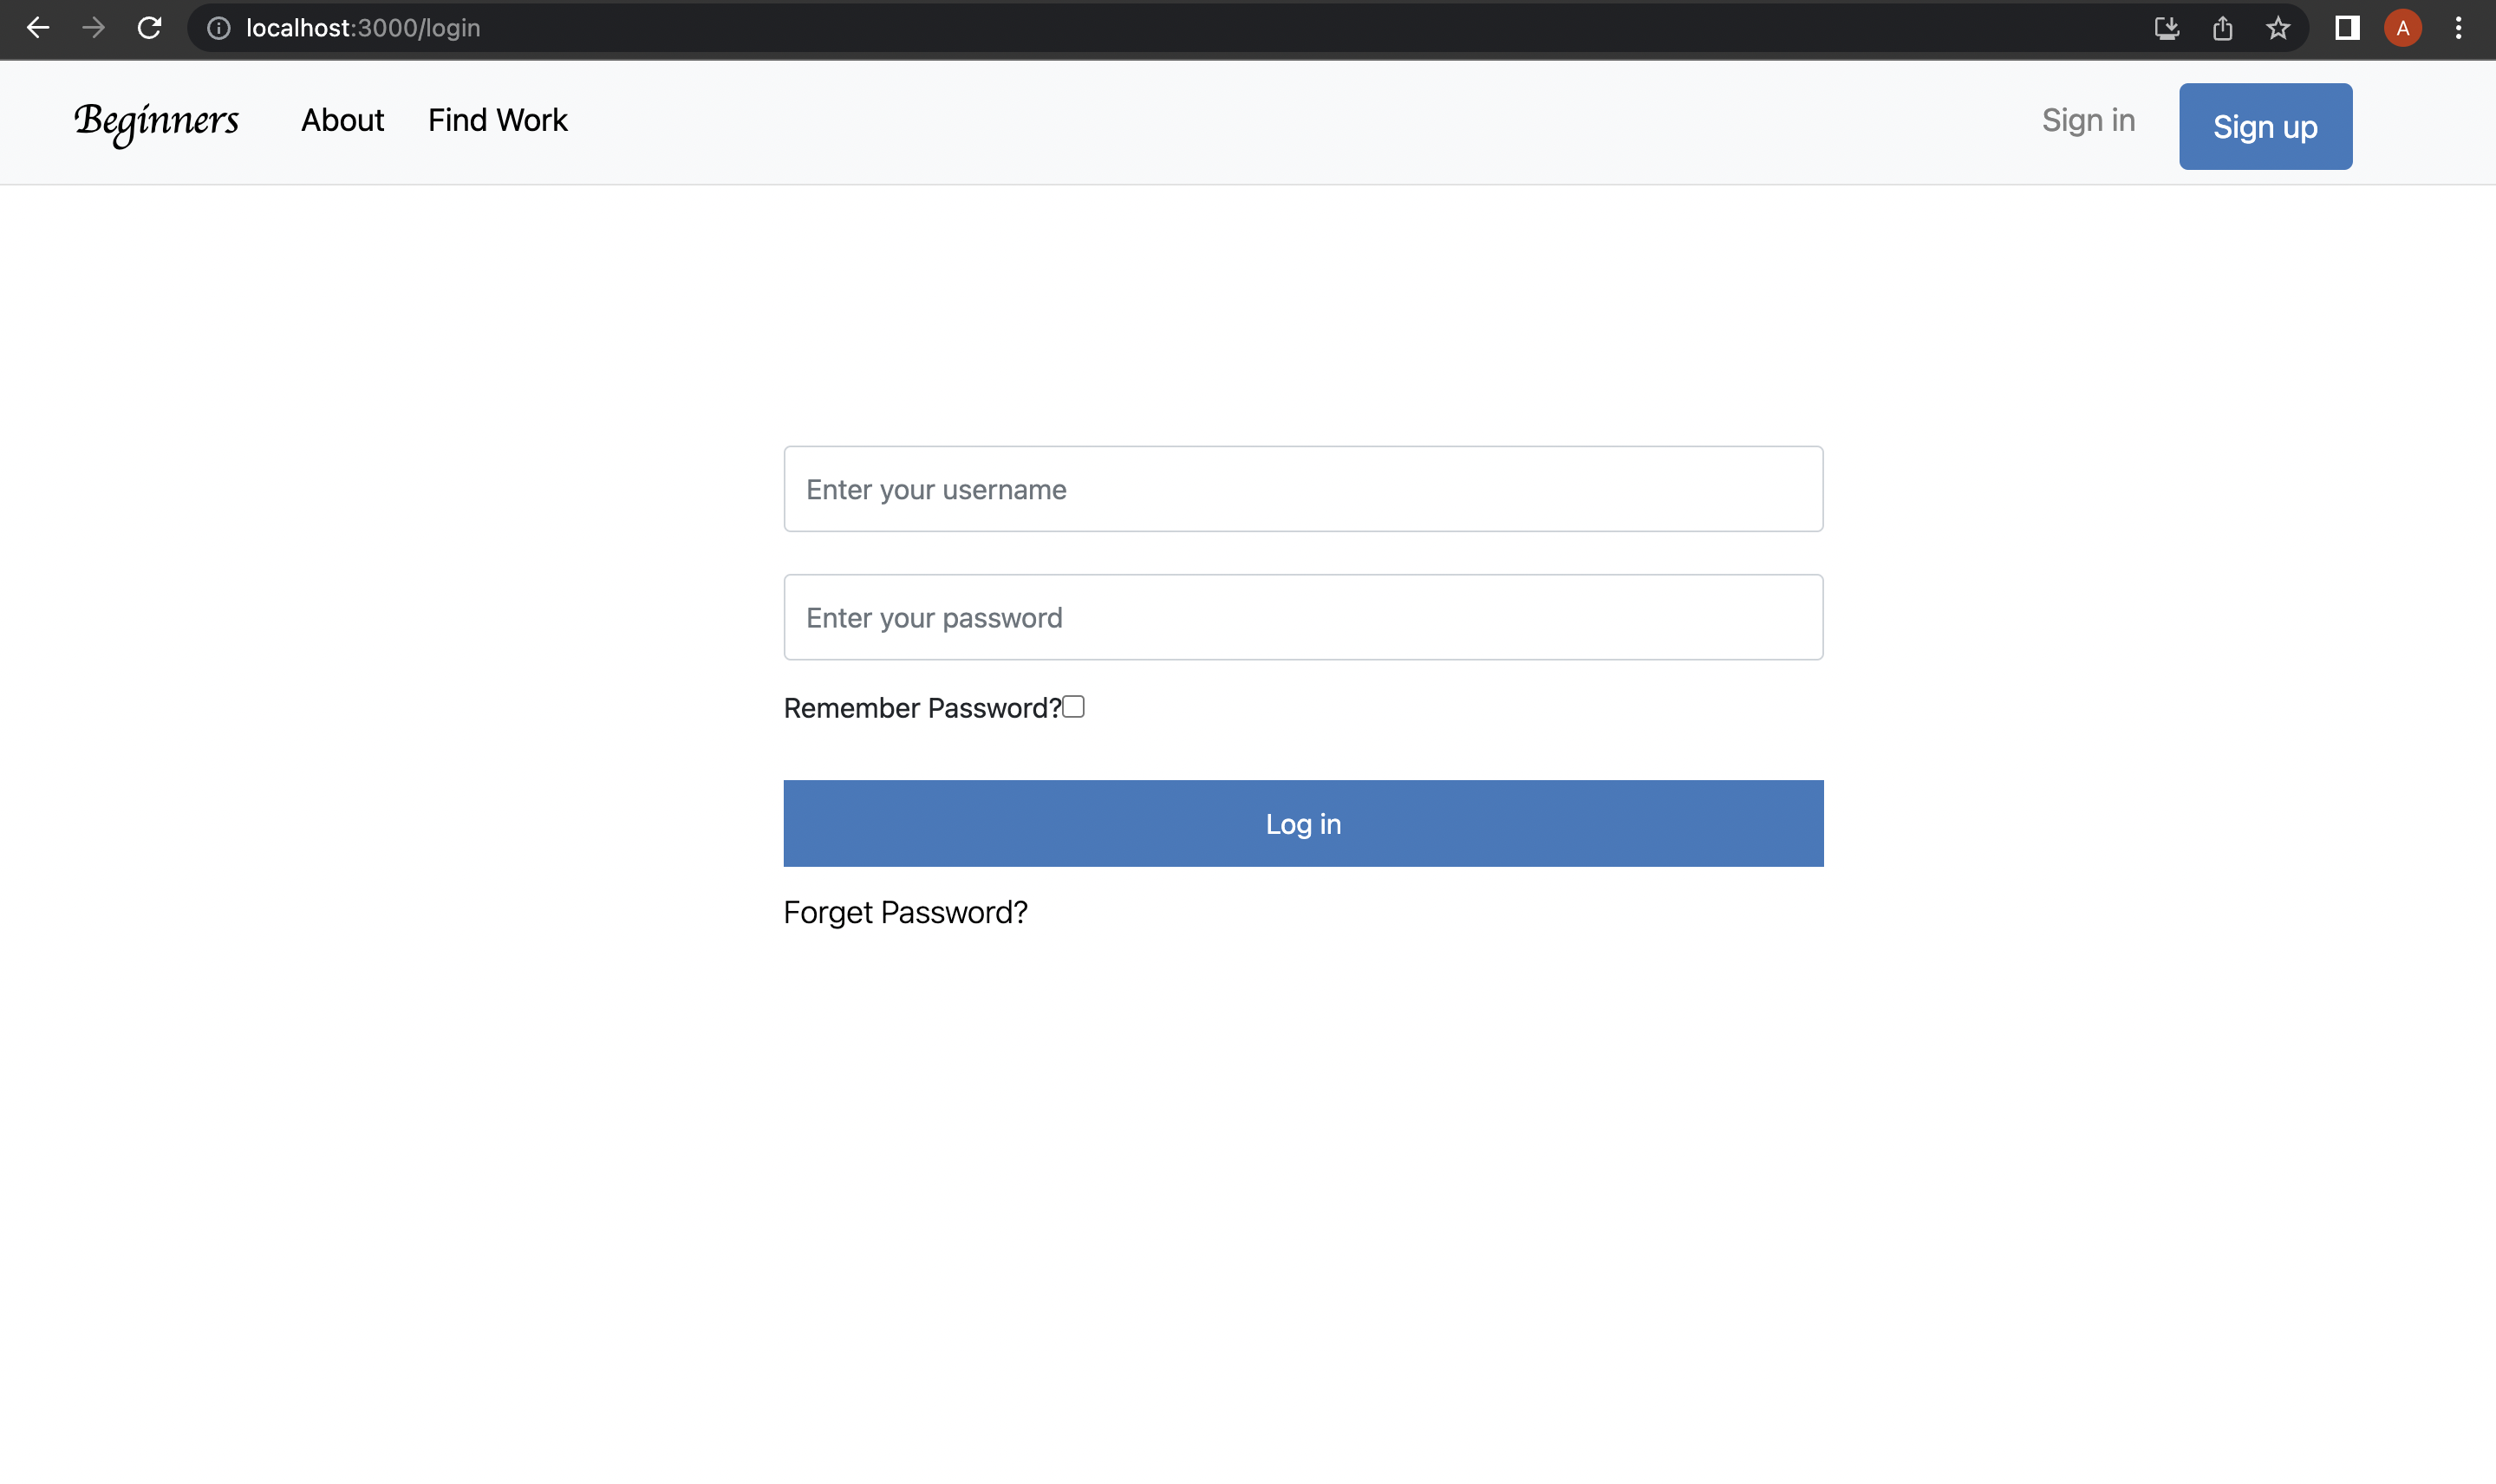 localhost:3000/login
A
Beginners About Find Work Sign in Sign up
Enter your username
Enter your password
Remember Password?
Log in
Forget Password?